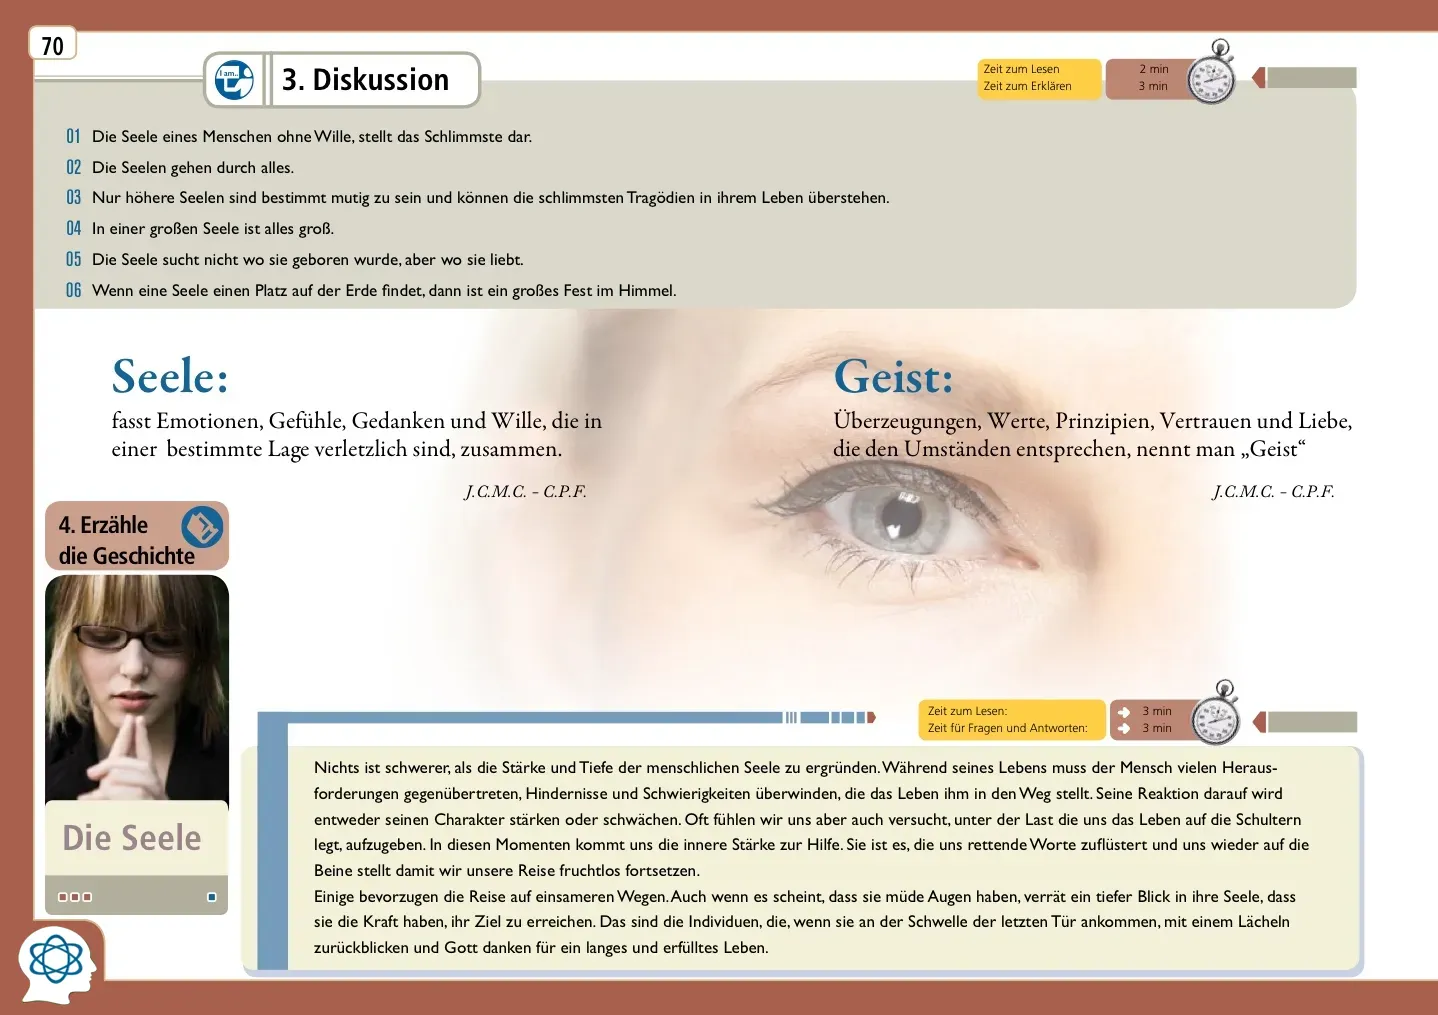 70
I am...
3. Diskussion
Zeit zum Lesen 2 min
Zeit zum Erklären 3 min
01 Die Seele eines Menschen ohne Wille, stellt das Schlimmste dar.
02 Die Seelen gehen durch alles.
03 Nur höhere Seelen sind bestimmt mutig zu sein und können die schlimmsten Tragödien in ihrem Leben überstehen.
04 In einer großen Seele ist alles groß.
05 Die Seele sucht nicht wo sie geboren wurde, aber wo sie liebt.
06 Wenn eine Seele einen Platz auf der Erde findet, dann ist ein großes Fest im Himmel.
Seele:
fasst Emotionen, Gefühle, Gedanken und Wille, die in
einer bestimmte Lage verletzlich sind, zusammen.
J.C.M.C. - C.P.F.
Geist:
Überzeugungen, Werte, Prinzipien, Vertrauen und Liebe,
die den Umständen entsprechen, nennt man „Geist“
J.C.M.C. - C.P.F.
4. Erzähle
die Geschichte
Die Seele
Zeit zum Lesen: 3 min
Zeit für Fragen und Antworten: 3 min
Nichts ist schwerer, als die Stärke und Tiefe der menschlichen Seele zu ergründen. Während seines Lebens muss der Mensch vielen Heraus-
forderungen gegenübertreten, Hindernisse und Schwierigkeiten überwinden, die das Leben ihm in den Weg stellt. Seine Reaktion darauf wird
entweder seinen Charakter stärken oder schwächen. Oft fühlen wir uns aber auch versucht, unter der Last die uns das Leben auf die Schultern
legt, aufzugeben. In diesen Momenten kommt uns die innere Stärke zur Hilfe. Sie ist es, die uns rettende Worte zuflüstert und uns wieder auf die
Beine stellt damit wir unsere Reise fruchtlos fortsetzen.
Einige bevorzugen die Reise auf einsameren Wegen. Auch wenn es scheint, dass sie müde Augen haben, verrät ein tiefer Blick in ihre Seele, dass
sie die Kraft haben, ihr Ziel zu erreichen. Das sind die Individuen, die, wenn sie an der Schwelle der letzten Tür ankommen, mit einem Lächeln
zurückblicken und Gott danken für ein langes und erfülltes Leben.